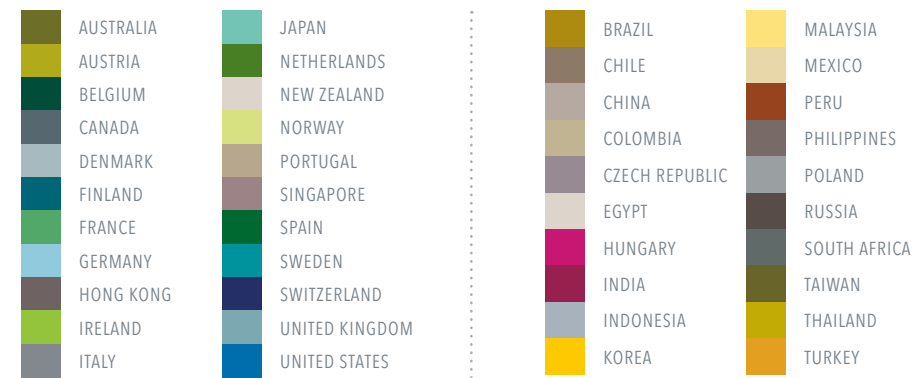 AUSTRALIA
AUSTRIA
BELGIUM
CANADA
DENMARK
FINLAND
FRANCE
GERMANY
HONG KONG
IRELAND
ITALY
JAPAN
NETHERLANDS
NEW ZEALAND
NORWAY
PORTUGAL
SINGAPORE
SPAIN
SWEDEN
SWITZERLAND
UNITED KINGDOM
UNITED STATES
BRAZIL
CHILE
CHINA
COLOMBIA
CZECH REPUBLIC
EGYPT
HUNGARY
INDIA
INDONESIA
KOREA
MALAYSIA
MEXICO
PERU
PHILIPPINES
POLAND
RUSSIA
SOUTH AFRICA
TAIWAN
THAILAND
TURKEY